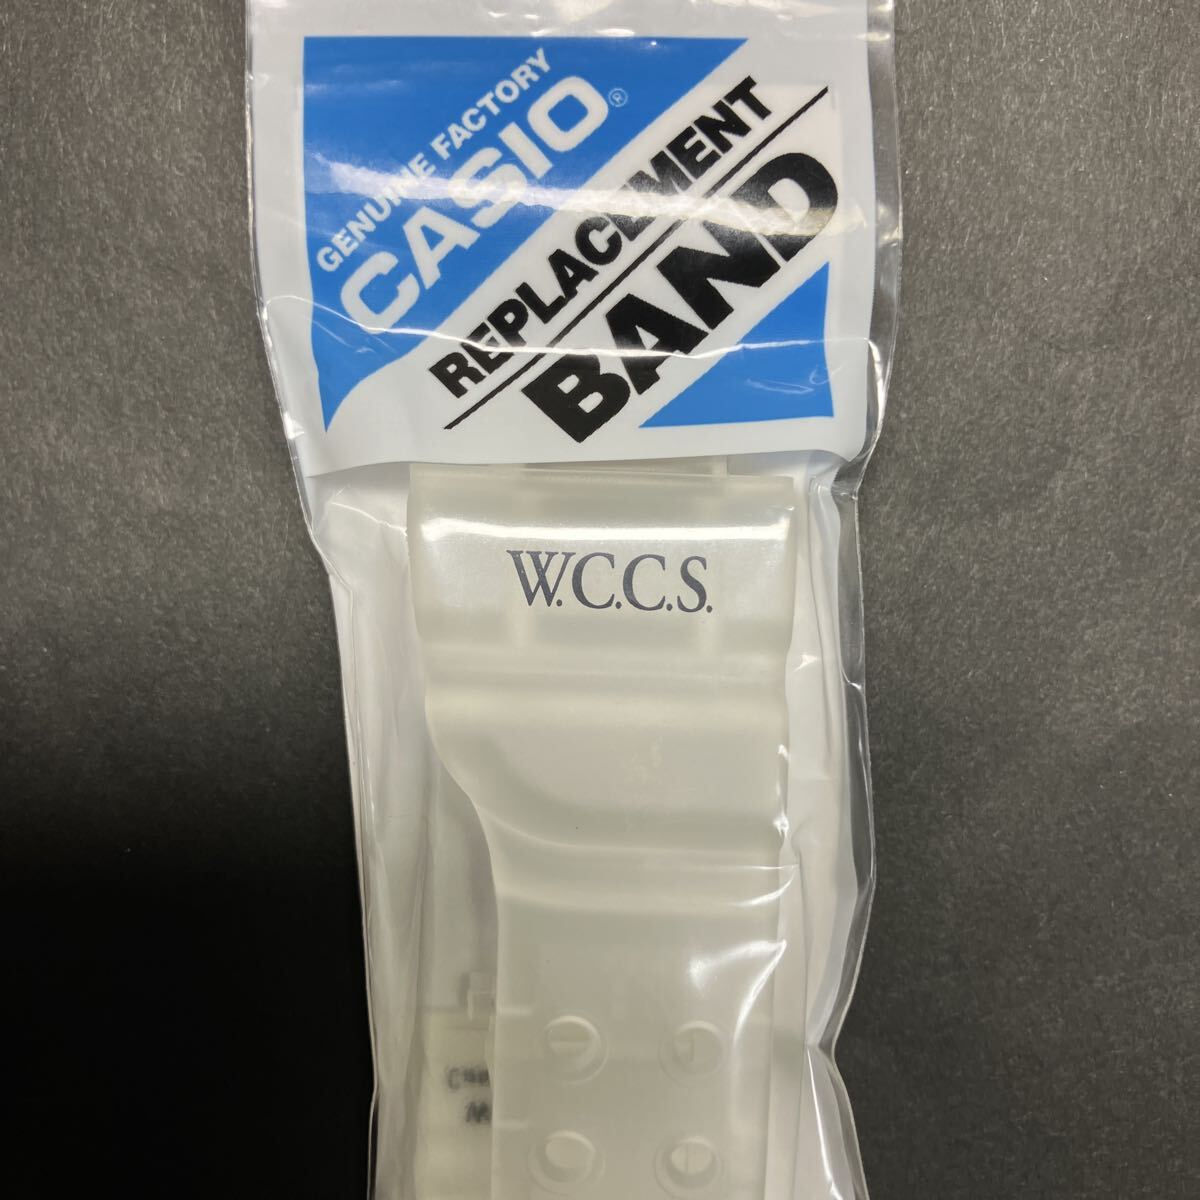 GENUINE FACTORY
CASIO®
REPLACEMENT
BAND
W.C.C.S.